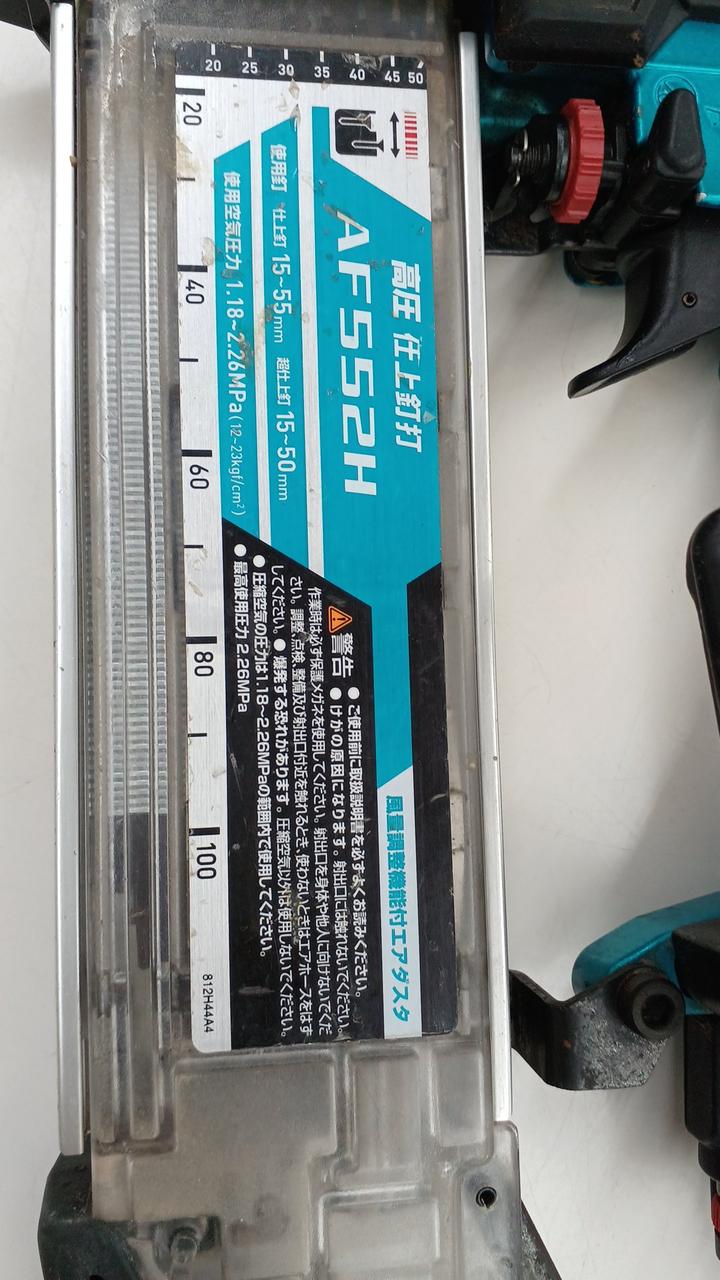 20 25 30 35 40 45 50
20
40
60
80
100
高圧 仕上釘打
AF552H
使用釘 仕上釘 15~55mm 超仕上釘 15~50mm
使用空気圧力 1.18~2.26MPa(12~23kgf/cm²)
風量調整機能付エアダスタ
警告
● ご使用前に取扱説明書を必ずよくお読みください。
● けがの原因になります。射出口には触れないでください。
作業時は必ず保護メガネを使用してください。射出口を身体や他人に向けないでくだ
さい。調整、点検、整備及び射出口付近を触れるとき、使わないときはエアホースをはず
してください。● 爆発する恐れがあります。圧縮空気以外は使用しないでください。
● 圧縮空気の圧力は1.18~2.26MPaの範囲内で使用してください。
● 最高使用圧力 2.26MPa
812H44A4